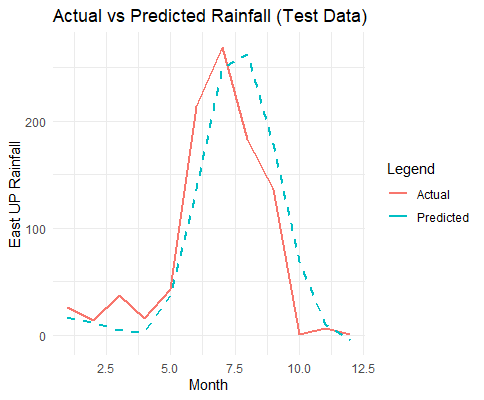 Actual vs Predicted Rainfall (Test Data)
East UP Rainfall
200
100
0
2.5 5.0 7.5 10.0 12.5
Month
Legend
Actual
Predicted